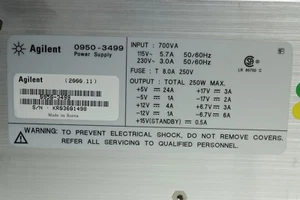 Agilent
0950-3499
Power Supply
INPUT : 700VA
115V~ 5.7A 50/60Hz
230V~ 3.0A 50/60Hz
FUSE : T 8.0A 250V
OUTPUT : TOTAL 250W MAX.
+5V ⎓ 24A +17V ⎓ 3A
-5V ⎓ 1A -17V ⎓ 2A
+12V ⎓ 4A +6.7V ⎓ 6A
-12V ⎓ 1A -6.7V ⎓
+15V(STANDBY) ⎓ 0.5A
Agilent (2000.11)
0950-3499
Made in Korea
WARNING: TO PREVENT ELECTRICAL SHOCK, DO NOT REMOVE COVERS.
REFER ALL SERVICING TO QUALIFIED PERSONNEL.